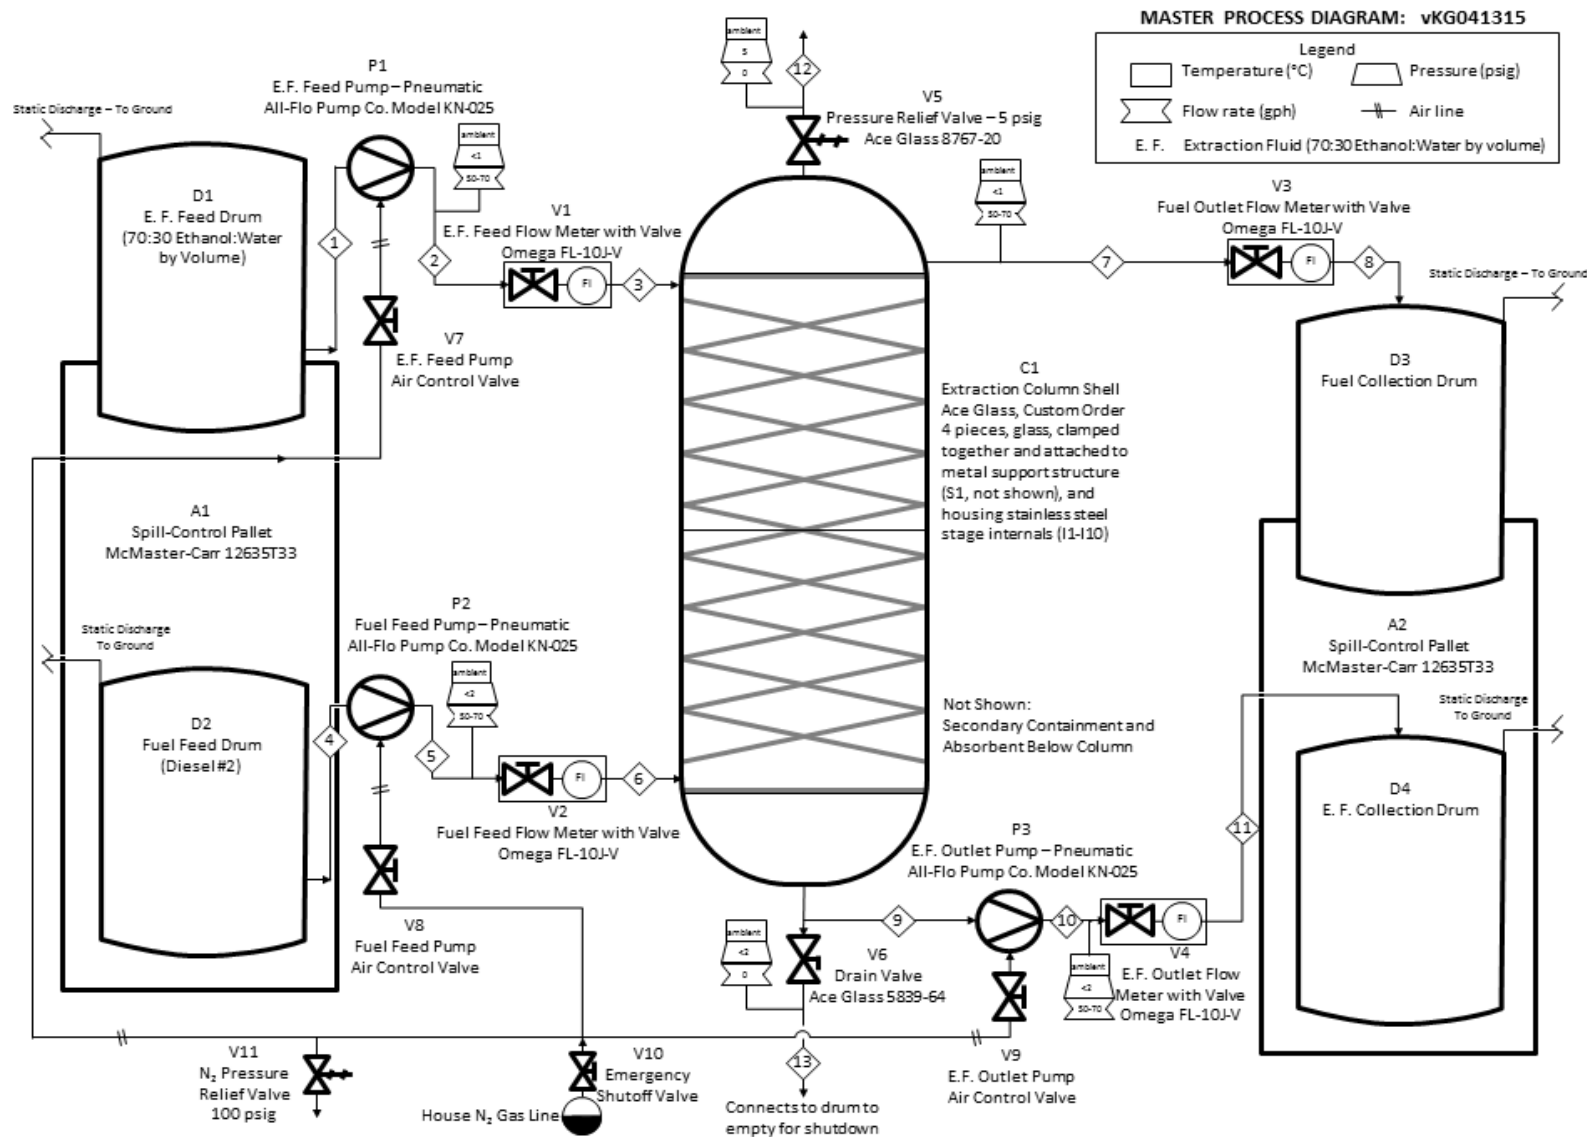 MASTER PROCESS DIAGRAM: vKG041315
Legend
Temperature (°C)
Pressure (psig)
Flow rate (gph)
Air line
E. F. Extraction Fluid (70:30 Ethanol:Water by volume)
P1
E.F. Feed Pump – Pneumatic
All-Flo Pump Co. Model KN-025
Static Discharge – To Ground
ambient
<1
50-70
D1
E. F. Feed Drum
(70:30 Ethanol:Water
by Volume)
1
2
V1
E.F. Feed Flow Meter with Valve
Omega FL-10J-V
FI
3
V7
E.F. Feed Pump
Air Control Valve
ambient
5
0
12
V5
Pressure Relief Valve – 5 psig
Ace Glass 8767-20
ambient
<1
50-70
7
V3
Fuel Outlet Flow Meter with Valve
Omega FL-10J-V
FI
8
Static Discharge – To Ground
D3
Fuel Collection Drum
C1
Extraction Column Shell
Ace Glass, Custom Order
4 pieces, glass, clamped
together and attached to
metal support structure
(S1, not shown), and
housing stainless steel
stage internals (I1-I10)
A1
Spill-Control Pallet
McMaster-Carr 12635T33
P2
Fuel Feed Pump – Pneumatic
All-Flo Pump Co. Model KN-025
Static Discharge
To Ground
ambient
<2
50-70
D2
Fuel Feed Drum
(Diesel #2)
4
5
FI
6
V2
Fuel Feed Flow Meter with Valve
Omega FL-10J-V
V8
Fuel Feed Pump
Air Control Valve
A2
Spill-Control Pallet
McMaster-Carr 12635T33
Static Discharge
To Ground
Not Shown:
Secondary Containment and
Absorbent Below Column
D4
E. F. Collection Drum
11
P3
E.F. Outlet Pump – Pneumatic
All-Flo Pump Co. Model KN-025
9
10
FI
V4
E.F. Outlet Flow
Meter with Valve
Omega FL-10J-V
ambient
<2
50-70
ambient
<2
0
V6
Drain Valve
Ace Glass 5839-64
V9
E.F. Outlet Pump
Air Control Valve
13
Connects to drum to
empty for shutdown
V10
Emergency
Shutoff Valve
House N₂ Gas Line
V11
N₂ Pressure
Relief Valve
100 psig